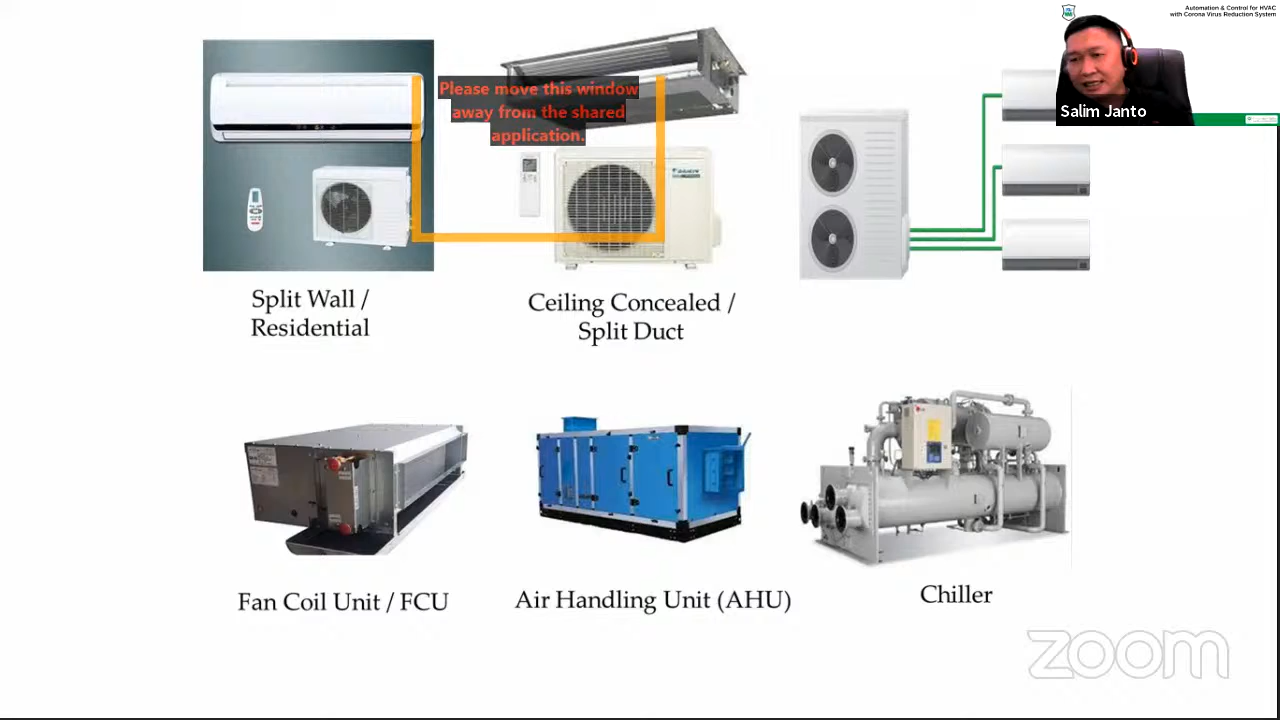 Automation & Control for HVAC
with Corona Virus Reduction System
Salim Janto
Please move this window
away from the shared
application.
DAIKIN
Split Wall /
Residential
Ceiling Concealed /
Split Duct
Fan Coil Unit / FCU
Air Handling Unit (AHU)
Chiller
zoom